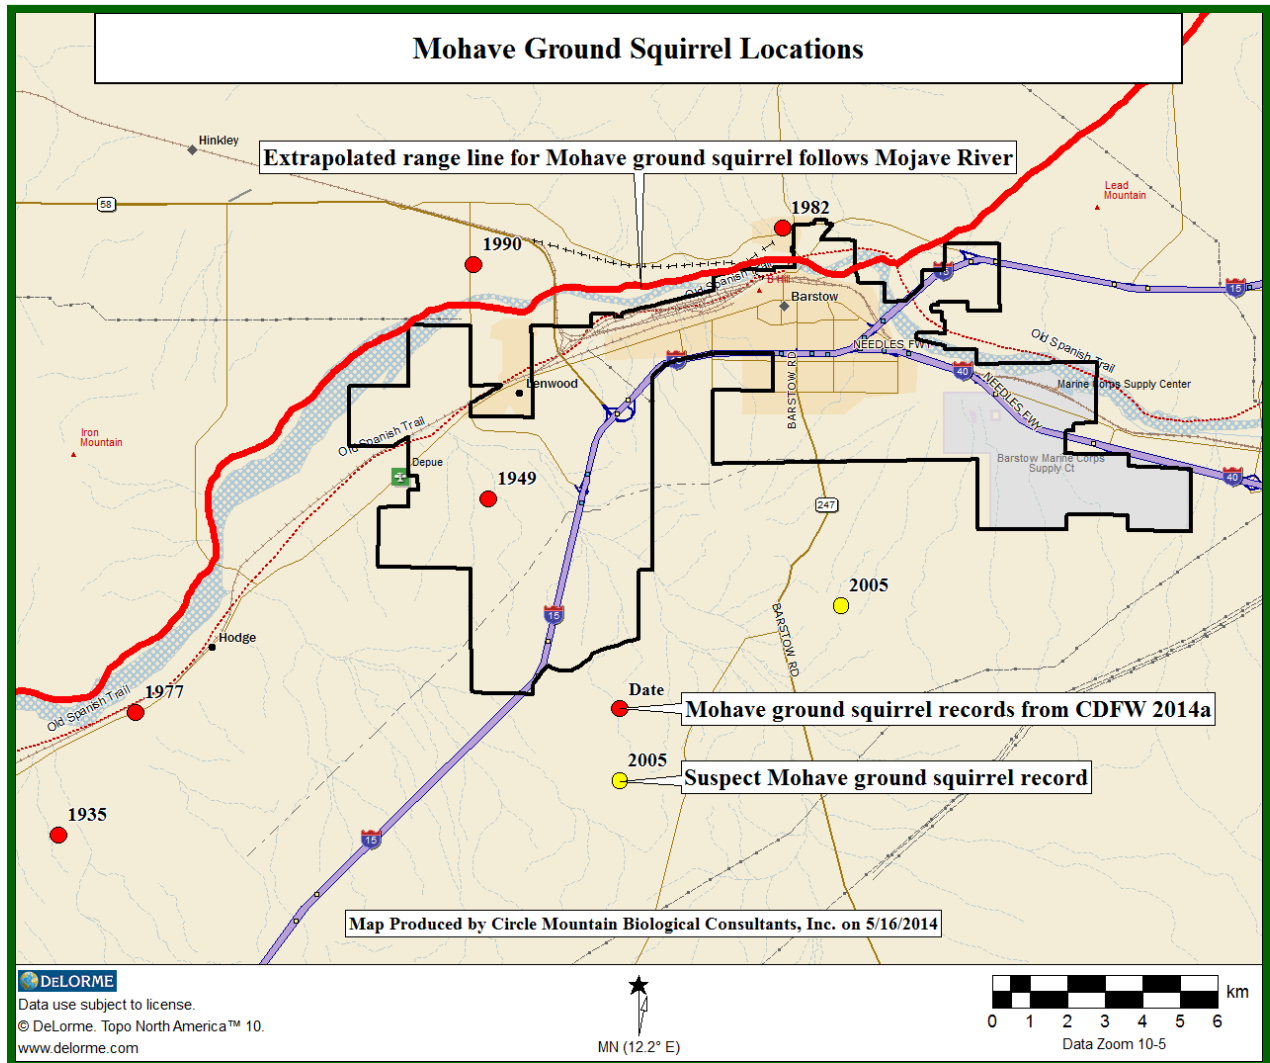 Mohave Ground Squirrel Locations
Hinkley
Extrapolated range line for Mohave ground squirrel follows Mojave River
Lead
Mountain
58
1982
1990
15
Old Spanish Trail
B Hill
Barstow
15
Old Spanish Trail
NEEDLES FWY
40
Marine Corps Supply Center
NEEDLES FWY
BARSTOW RD
Lenwood
Iron
Mountain
Old Spanish Trail
Depue
Barstow Marine Corps
Supply Ct
40
1949
247
2005
15
BARSTOW RD
Hodge
1977
Old Spanish Trail
Date
Mohave ground squirrel records from CDFW 2014a
2005
Suspect Mohave ground squirrel record
1935
15
Map Produced by Circle Mountain Biological Consultants, Inc. on 5/16/2014
DELORME
Data use subject to license.
© DeLorme. Topo North America™ 10.
www.delorme.com
MN (12.2° E)
km
0 1 2 3 4 5 6
Data Zoom 10-5